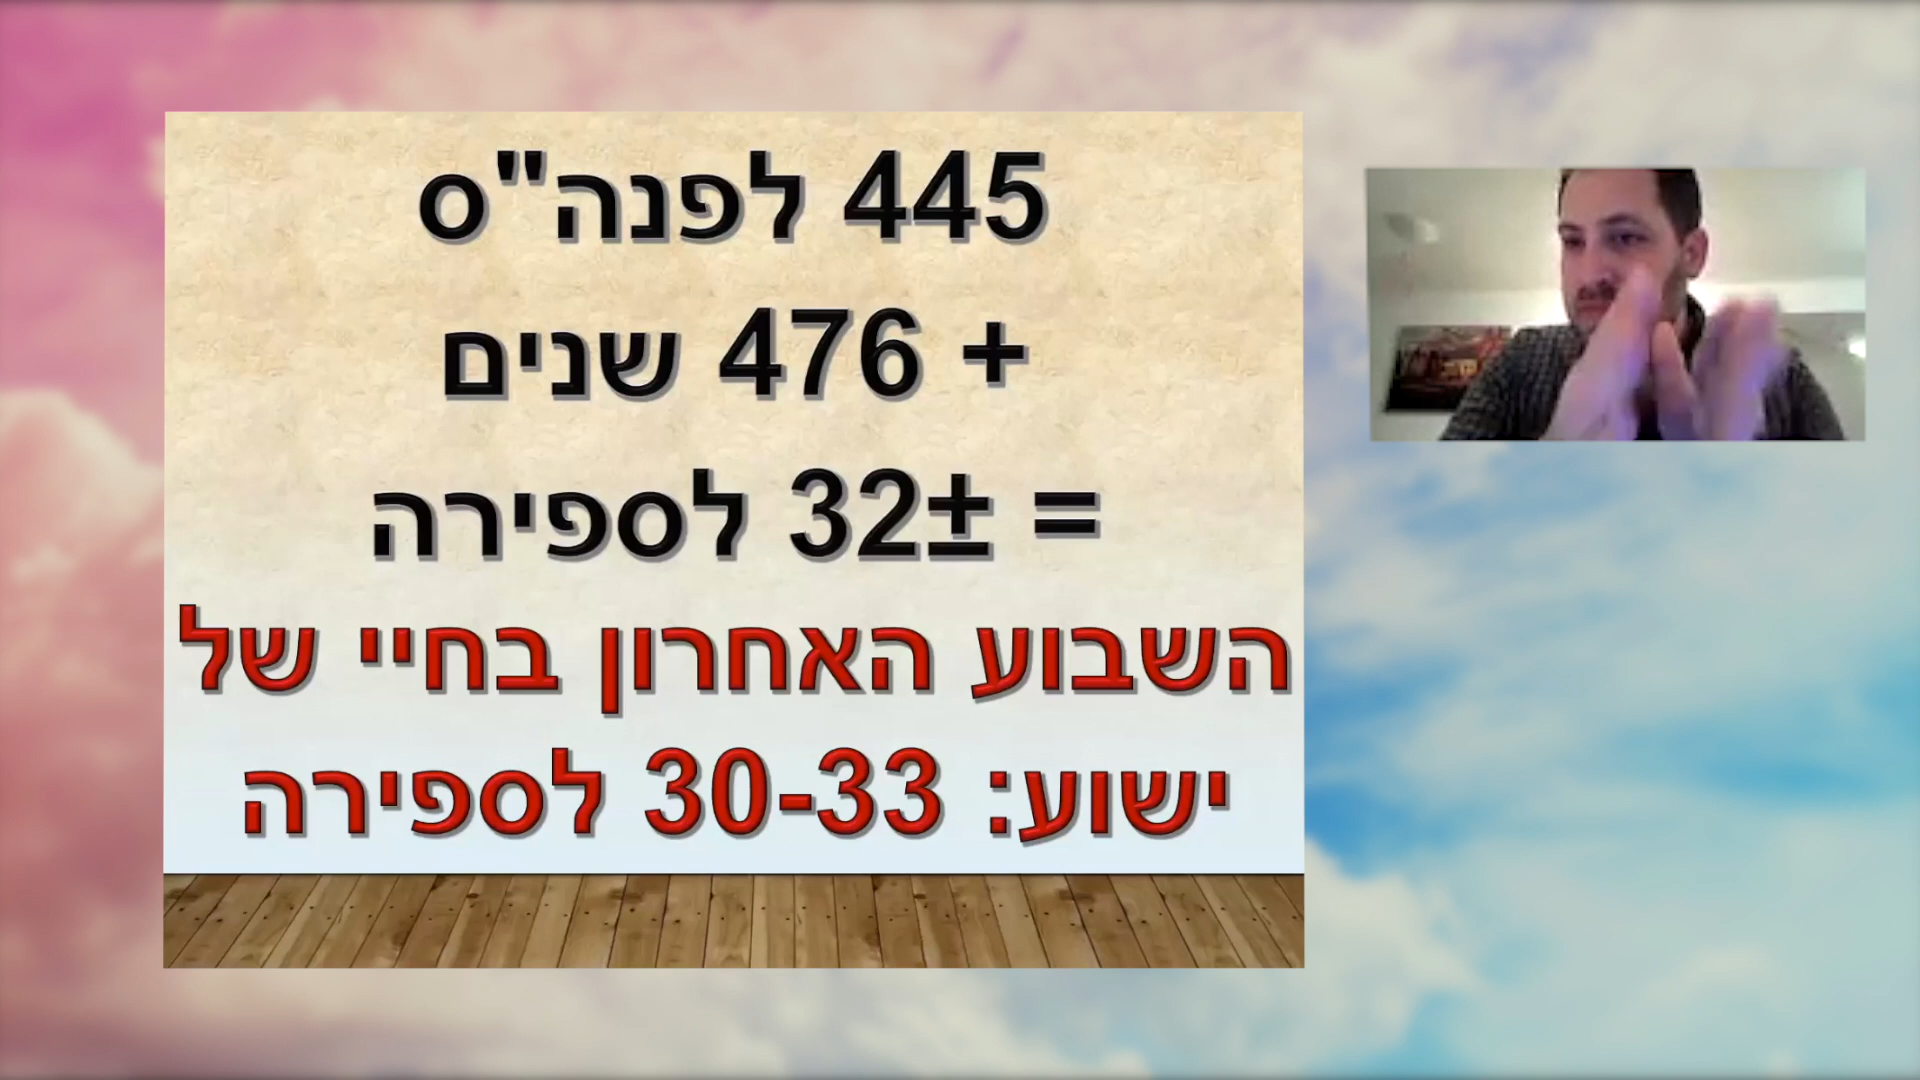 445 לפנה"ס
+ 476 שנים
= ±32 לספירה
השבוע האחרון בחיי של
ישוע: 30-33 לספירה